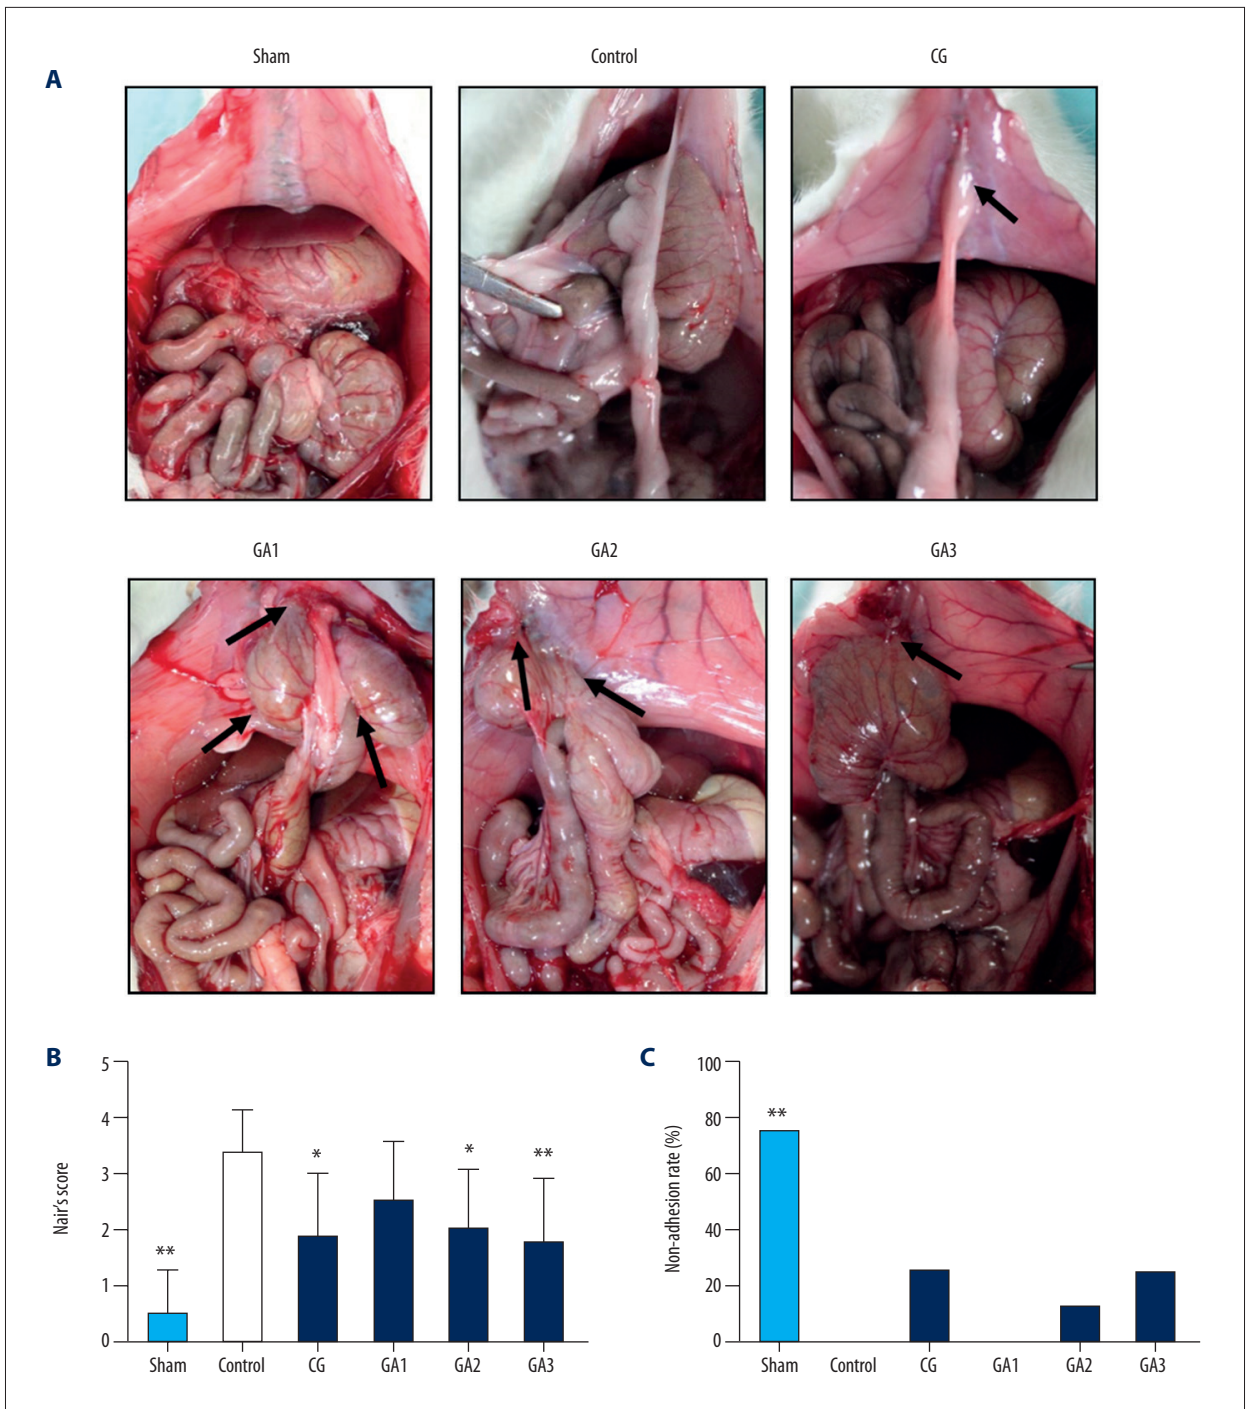 Sham
Control
CG
A
GA1
GA2
GA3
B
5
4
3
2
1
0
Nair's score
**
*
*
**
Sham
Control
CG
GA1
GA2
GA3
C
100
80
60
40
20
0
Non-adhesion rate (%)
**
Sham
Control
CG
GA1
GA2
GA3